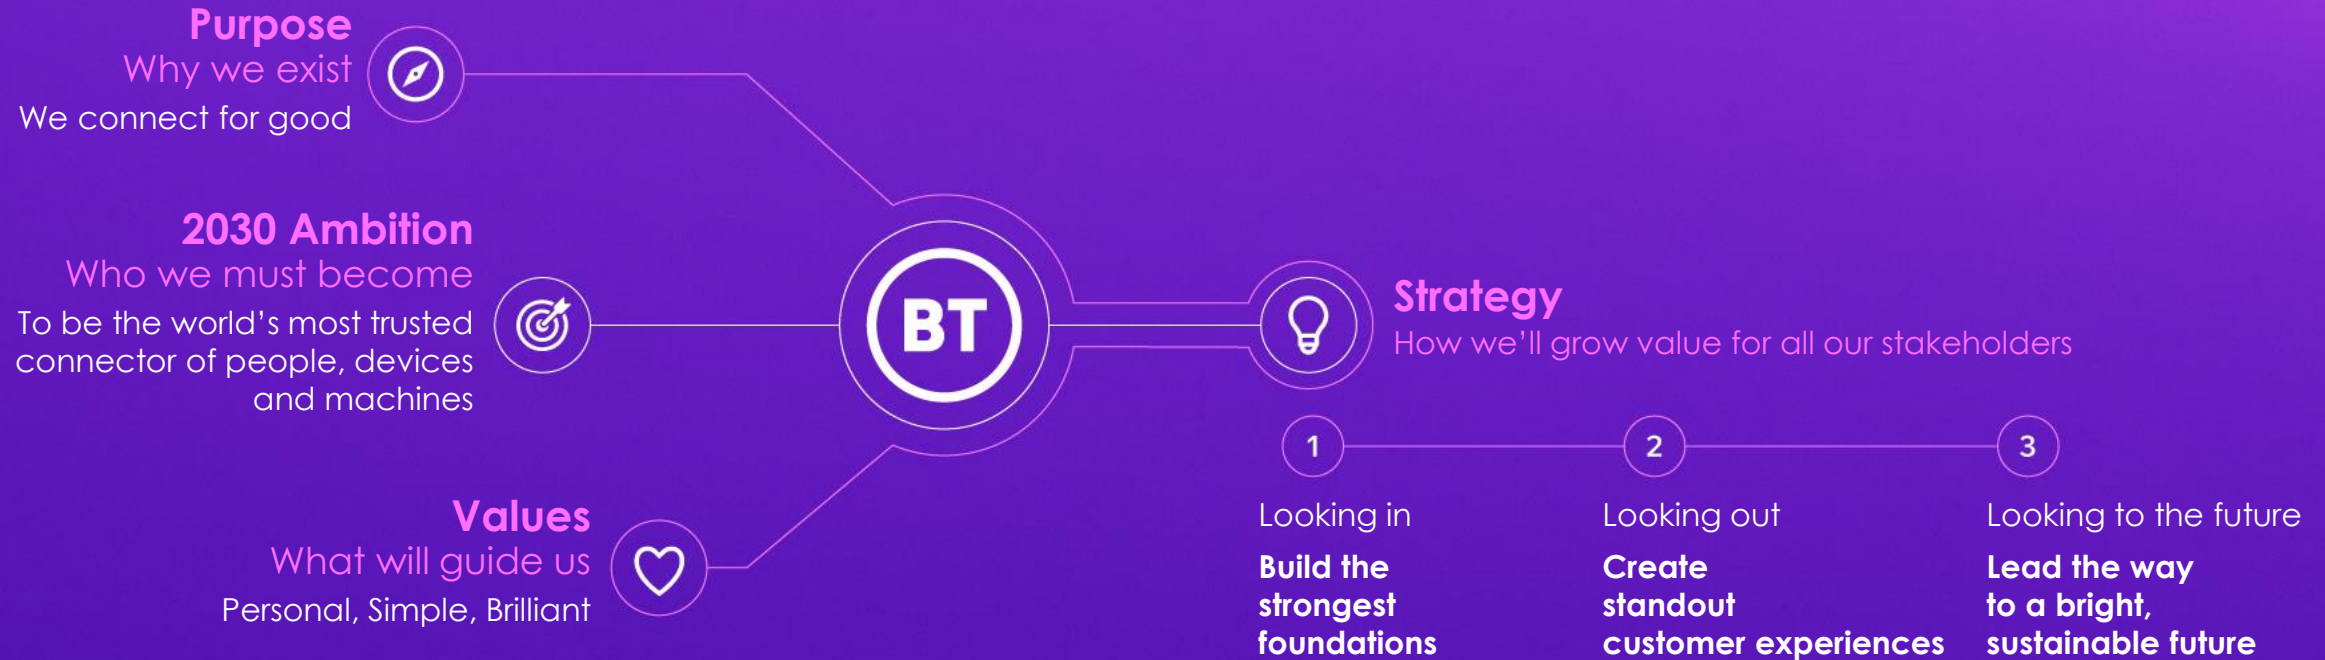 Purpose
Why we exist
We connect for good
2030 Ambition
Who we must become
To be the world's most trusted
connector of people, devices
and machines
Values
What will guide us
Personal, Simple, Brilliant
BT
Strategy
How we'll grow value for all our stakeholders
1
Looking in
Build the
strongest
foundations
2
Looking out
Create
standout
customer experiences
3
Looking to the future
Lead the way
to a bright,
sustainable future